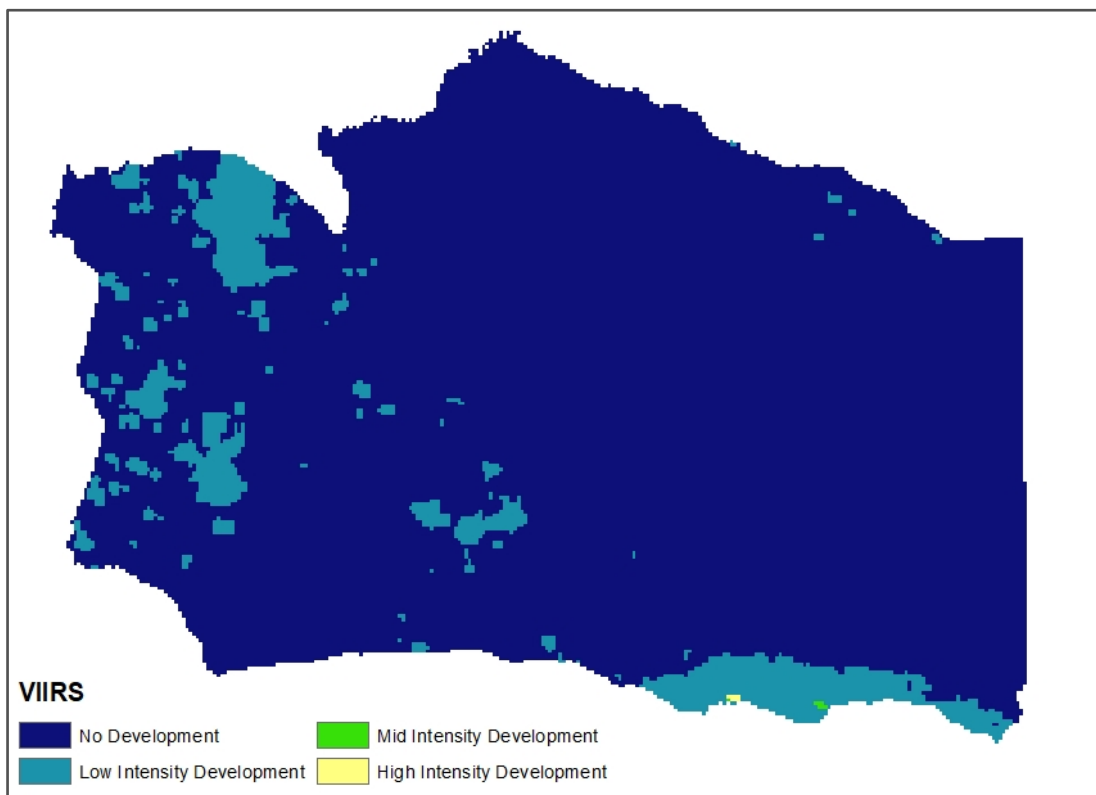 VIIRS
No Development
Mid Intensity Development
Low Intensity Development
High Intensity Development